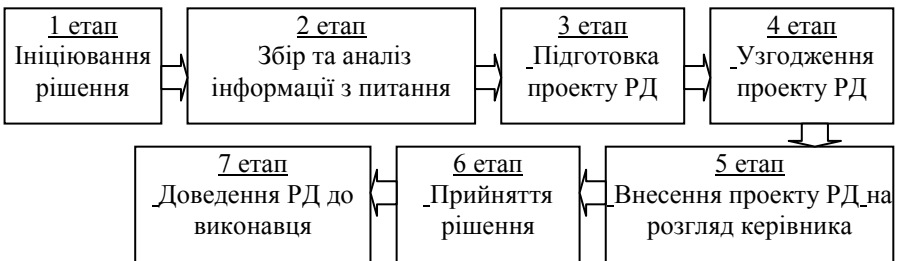 1 етап
Ініціювання
рішення
2 етап
Збір та аналіз
інформації з питання
3 етап
Підготовка
проекту РД
4 етап
Узгодження
проекту РД
5 етап
Внесення проекту РД на
розгляд керівника
6 етап
Прийняття
рішення
7 етап
Доведення РД до
виконавця